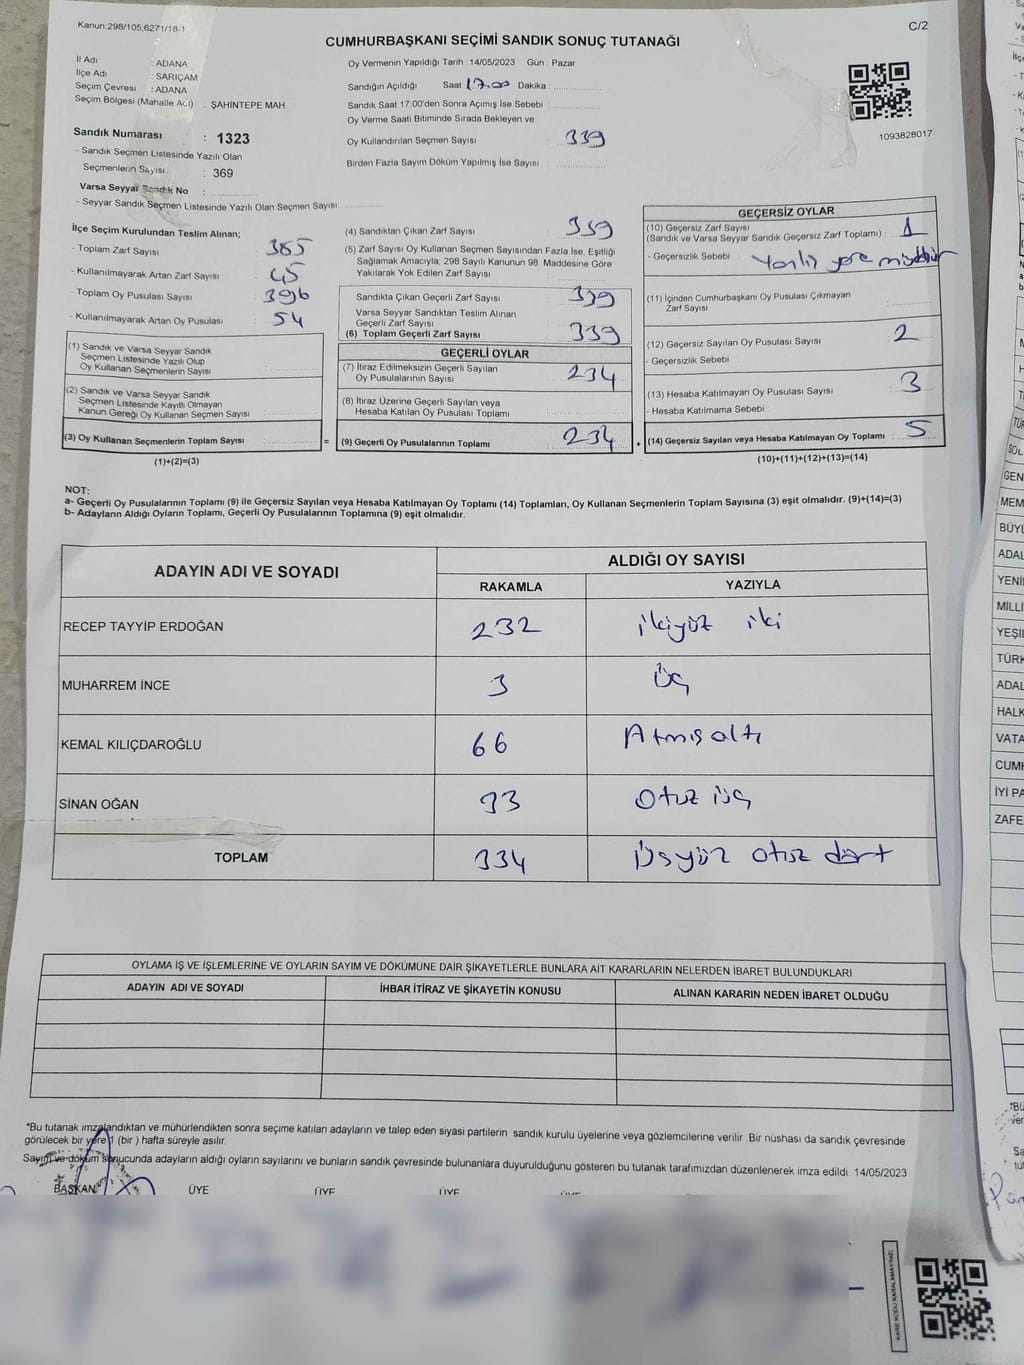 Kanun:298/105;6271/18-1
C/2
CUMHURBAŞKANI SEÇİMİ SANDIK SONUÇ TUTANAĞI
İl Adı : ADANA
İlçe Adı : SARIÇAM
Seçim Çevresi : ADANA
Seçim Bölgesi (Mahalle Adı) : ŞAHİNTEPE MAH.
Sandık Numarası : 1323
- Sandık Seçmen Listesinde Yazılı Olan
Seçmenlerin Sayısı : 369
Varsa Seyyar Sandık No :
- Seyyar Sandık Seçmen Listesinde Yazılı Olan Seçmen Sayısı.
Oy Vermenin Yapıldığı Tarih : 14/05/2023 Gün : Pazar
Sandığın Açıldığı Saat 17.00 Dakika :
Sandık Saat 17.00'den Sonra Açımış İse Sebebi :
Oy Verme Saati Bitiminde Sırada Bekleyen ve
Oy Kullandırılan Seçmen Sayısı : 339
Birden Fazla Sayım Döküm Yapılmış İse Sayısı :
1093828017
İlçe Seçim Kurulundan Teslim Alınan;
- Toplam Zarf Sayısı : 385
- Kullanılmayarak Artan Zarf Sayısı : 45
- Toplam Oy Pusulası Sayısı : 396
- Kullanılmayarak Artan Oy Pusulası : 54
(1) Sandık ve Varsa Seyyar Sandık
Seçmen Listesinde Yazılı Olup
Oy Kullanan Seçmenlerin Sayısı :
(2) Sandık ve Varsa Seyyar Sandık
Seçmen Listesinde Kayıtlı Olmayan
Kanun Gereği Oy Kullanan Seçmen Sayısı :
(3) Oy Kullanan Seçmenlerin Toplam Sayısı : =
(1)+(2)=(3)
(4) Sandıktan Çıkan Zarf Sayısı : 339
(5) Zarf Sayısı Oy Kullanan Seçmen Sayısından Fazla İse, Eşitliği
Sağlamak Amacıyla, 298 Sayılı Kanunun 98. Maddesine Göre
Yakılarak Yok Edilen Zarf Sayısı :
Sandıkta Çıkan Geçerli Zarf Sayısı : 339
Varsa Seyyar Sandıktan Teslim Alınan
Geçerli Zarf Sayısı :
(6) Toplam Geçerli Zarf Sayısı : 339
GEÇERLİ OYLAR
(7) İtiraz Edilmeksizin Geçerli Sayılan
Oy Pusulalarının Sayısı : 234
(8) İtiraz Üzerine Geçerli Sayılan veya
Hesaba Katılan Oy Pusulası Toplamı :
(9) Geçerli Oy Pusulalarının Toplamı : 234 +
GEÇERSİZ OYLAR
(10) Geçersiz Zarf Sayısı
(Sandık ve Varsa Seyyar Sandık Geçersiz Zarf Toplamı) : 1
- Geçersizlik Sebebi : Yanlış yere
(11) İçinden Cumhurbaşkanı Oy Pusulası Çıkmayan
Zarf Sayısı :
(12) Geçersiz Sayılan Oy Pusulası Sayısı : 2
- Geçersizlik Sebebi :
(13) Hesaba Katılmayan Oy Pusulası Sayısı : 3
- Hesaba Katılmama Sebebi :
(14) Geçersiz Sayılan veya Hesaba Katılmayan Oy Toplamı : 5
(10)+(11)+(12)+(13)=(14)
NOT:
a- Geçerli Oy Pusulalarının Toplamı (9) ile Geçersiz Sayılan veya Hesaba Katılmayan Oy Toplamı (14) Toplamları, Oy Kullanan Seçmenlerin Toplam Sayısına (3) eşit olmalıdır. (9)+(14)=(3)
b- Adayların Aldığı Oyların Toplamı, Geçerli Oy Pusulalarının Toplamına (9) eşit olmalıdır.
ADAYIN ADI VE SOYADI ALDIĞI OY SAYISI
RAKAMLA YAZIYLA
RECEP TAYYİP ERDOĞAN 232 ikiyüz iki
MUHARREM İNCE 3 üç
KEMAL KILIÇDAROĞLU 66 Atmış altı
SİNAN OĞAN 33 otuz üç
TOPLAM 334 Üsyüz otuz dört
OYLAMA İŞ VE İŞLEMLERİNE VE OYLARIN SAYIM VE DÖKÜMÜNE DAİR ŞİKAYETLERLE BUNLARA AİT KARARLARIN NELERDEN İBARET BULUNDUKLARI
ADAYIN ADI VE SOYADI İHBAR İTİRAZ VE ŞİKAYETİN KONUSU ALINAN KARARIN NEDEN İBARET OLDUĞU
*Bu tutanak imzalandıktan ve mühürlendikten sonra seçime katılan adayların ve talep eden siyasi partilerin sandık kurulu üyelerine veya gözlemcilerine verilir .Bir nüshası da sandık çevresinde
görülecek bir yere 1 (bir ) hafta süreyle asılır.
Sayım ve döküm sonucunda adayların aldığı oyların sayılarını ve bunların sandık çevresinde bulunanlara duyurulduğunu gösteren bu tutanak tarafımızdan düzenlenerek imza edildi. 14/05/2023
BAŞKAN ÜYE ÜYE ÜYE ÜYE
KARE KODU KARALAMAYINIZ!